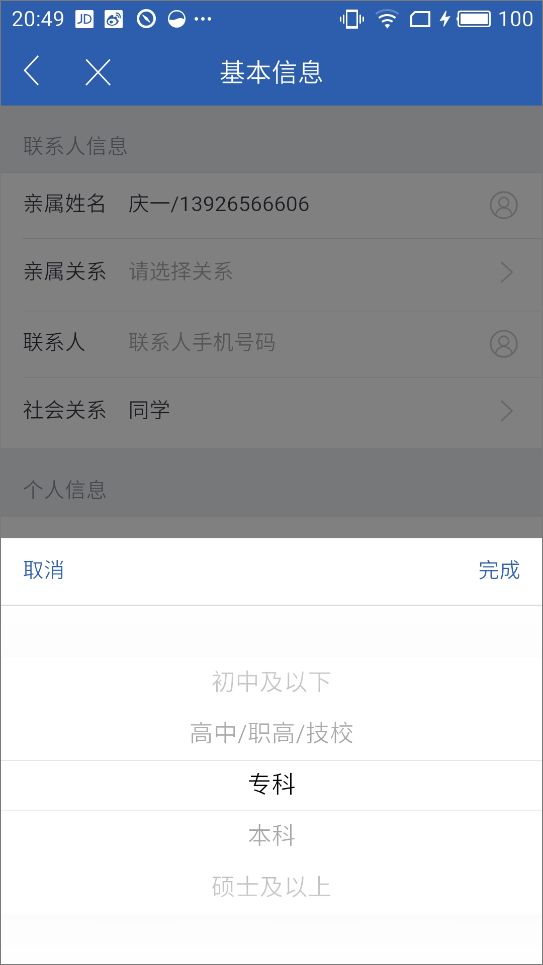 20:49 JD 100
基本信息
联系人信息
亲属姓名 庆一/13926566606
亲属关系 请选择关系
联系人 联系人手机号码
社会关系 同学
个人信息
取消 完成
初中及以下
高中/职高/技校
专科
本科
硕士及以上